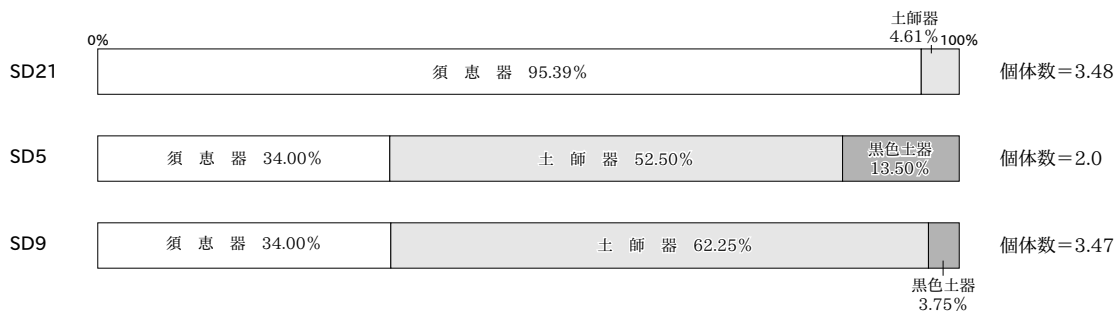 土師器
4.61%
0%
100%
SD21
須恵器 95.39%
個体数＝3.48
SD5
須恵器 34.00%
土師器 52.50%
黒色土器
13.50%
個体数＝2.0
SD9
須恵器 34.00%
土師器 62.25%
個体数＝3.47
黒色土器
3.75%